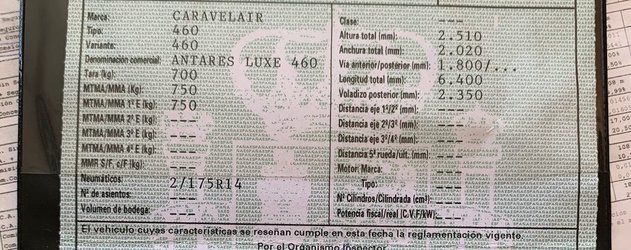 Marca: CARAVELAIR
Tipo: 460
Variante: 460
Denominación comercial: ANTARES LUXE 460
Tara (kg): 700
MTMA/MMA (Kg): 750
MTMA/MMA 1º E (kg): 750
MTMA/MMA 2º E (kg) ---
MTMA/MMA 3º E (kg): ---
MTMA/MMA 4º E (kg): ---
MMR S/F. c/F (kg): ---
Neumáticos: 2/175R14
Nº de asientos: ---
Volumen de bodega: ---
Clase: ---
Altura total (mm): 2.510
Anchura total (mm): 2.020
Vía anterior/posterior (mm): 1.800/...
Longitud total (mm): 6.400
Voladizo posterior (mm): 2.350
Distancia eje 1º/2º (mm): ---
Distancia eje 2º/3º (mm): ---
Distancia eje 3º/4º (mm): ---
Distancia 5ª rueda/ült. (mm): ---
Motor: Marca: ---
Tipo: ---
Nº Cilindros/Cilindrada (cm³): ---
Potencia fiscal/real (C.V.F/kW): ---
El vehículo cuyas características se reseñan cumple en esta fecha la reglamentación vigente.
Por el Organismo Inspector